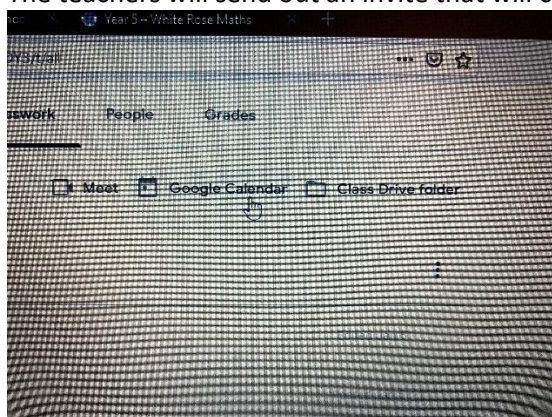 The teachers will send out an invite that will
Year 5 – White Rose Maths
People Grades
Meet Google Calendar Class Drive folder